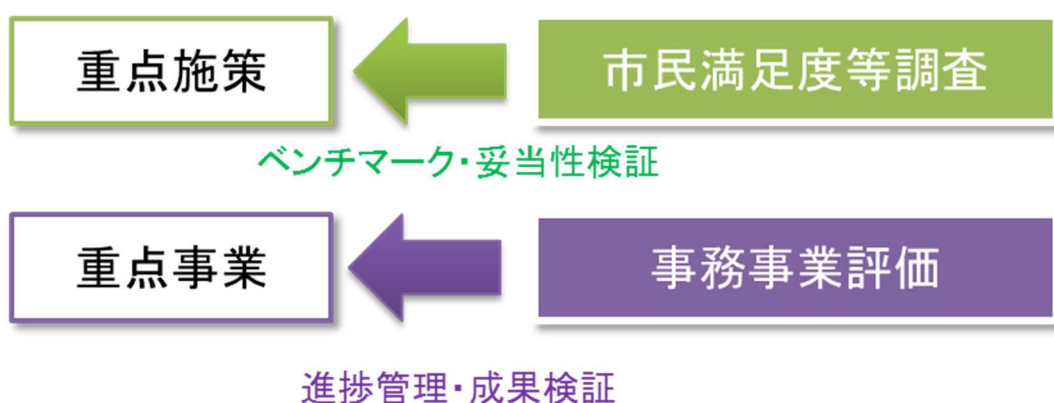 重点施策
市民満足度等調査
ベンチマーク・妥当性検証
重点事業
事務事業評価
進捗管理・成果検証